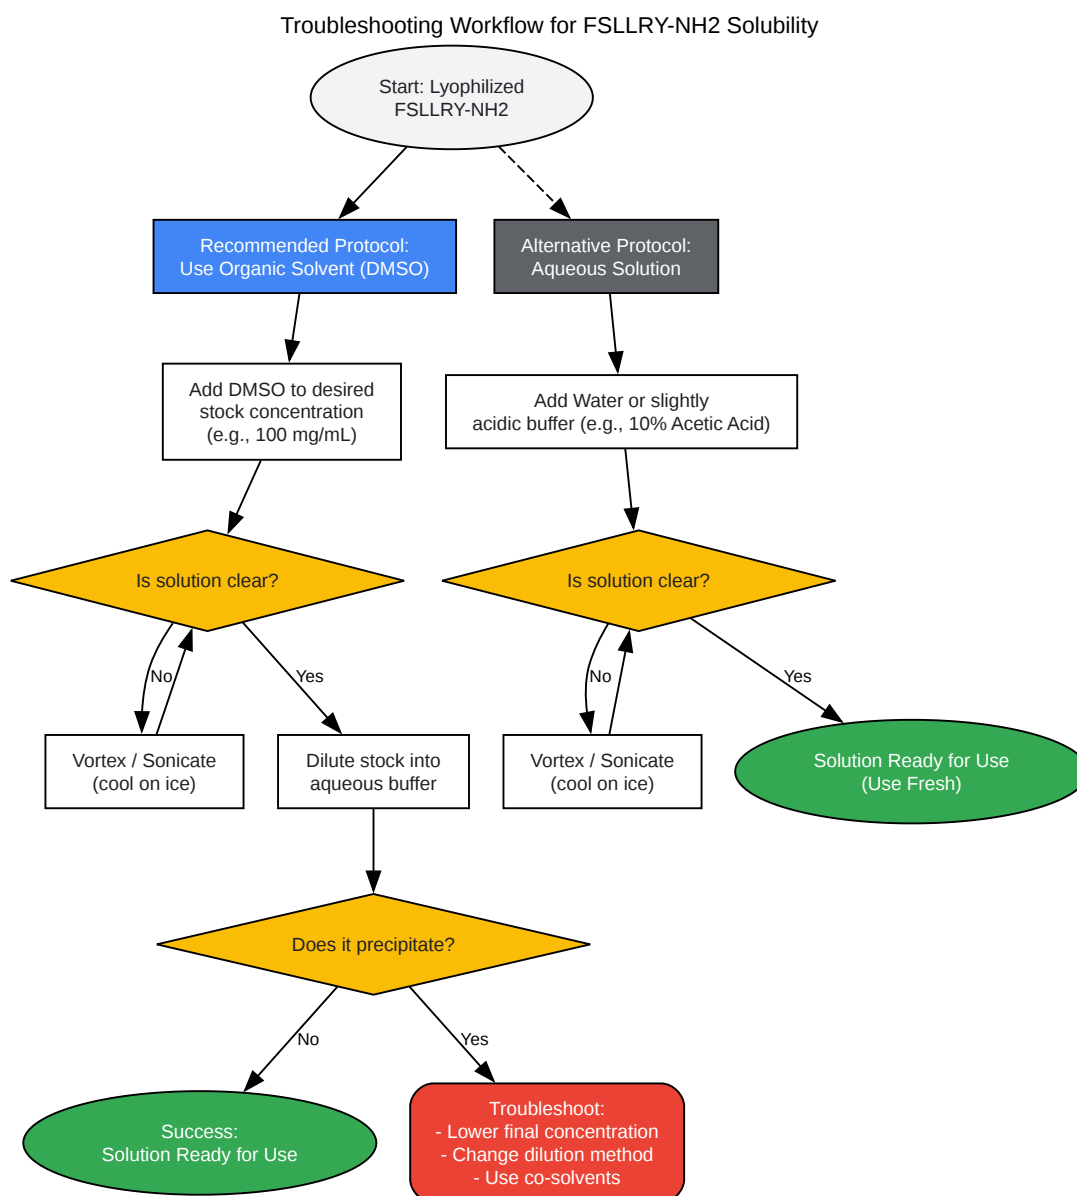 Troubleshooting Workflow for FSLLRY-NH2 Solubility
Start: Lyophilized
FSLLRY-NH2
Recommended Protocol:
Use Organic Solvent (DMSO)
Alternative Protocol:
Aqueous Solution
Add DMSO to desired
stock concentration
(e.g., 100 mg/mL)
Add Water or slightly
acidic buffer (e.g., 10% Acetic Acid)
Is solution clear?
Is solution clear?
No
Yes
No
Yes
Vortex / Sonicate
(cool on ice)
Dilute stock into
aqueous buffer
Vortex / Sonicate
(cool on ice)
Solution Ready for Use
(Use Fresh)
Does it precipitate?
No
Yes
Success:
Solution Ready for Use
Troubleshoot:
- Lower final concentration
- Change dilution method
- Use co-solvents